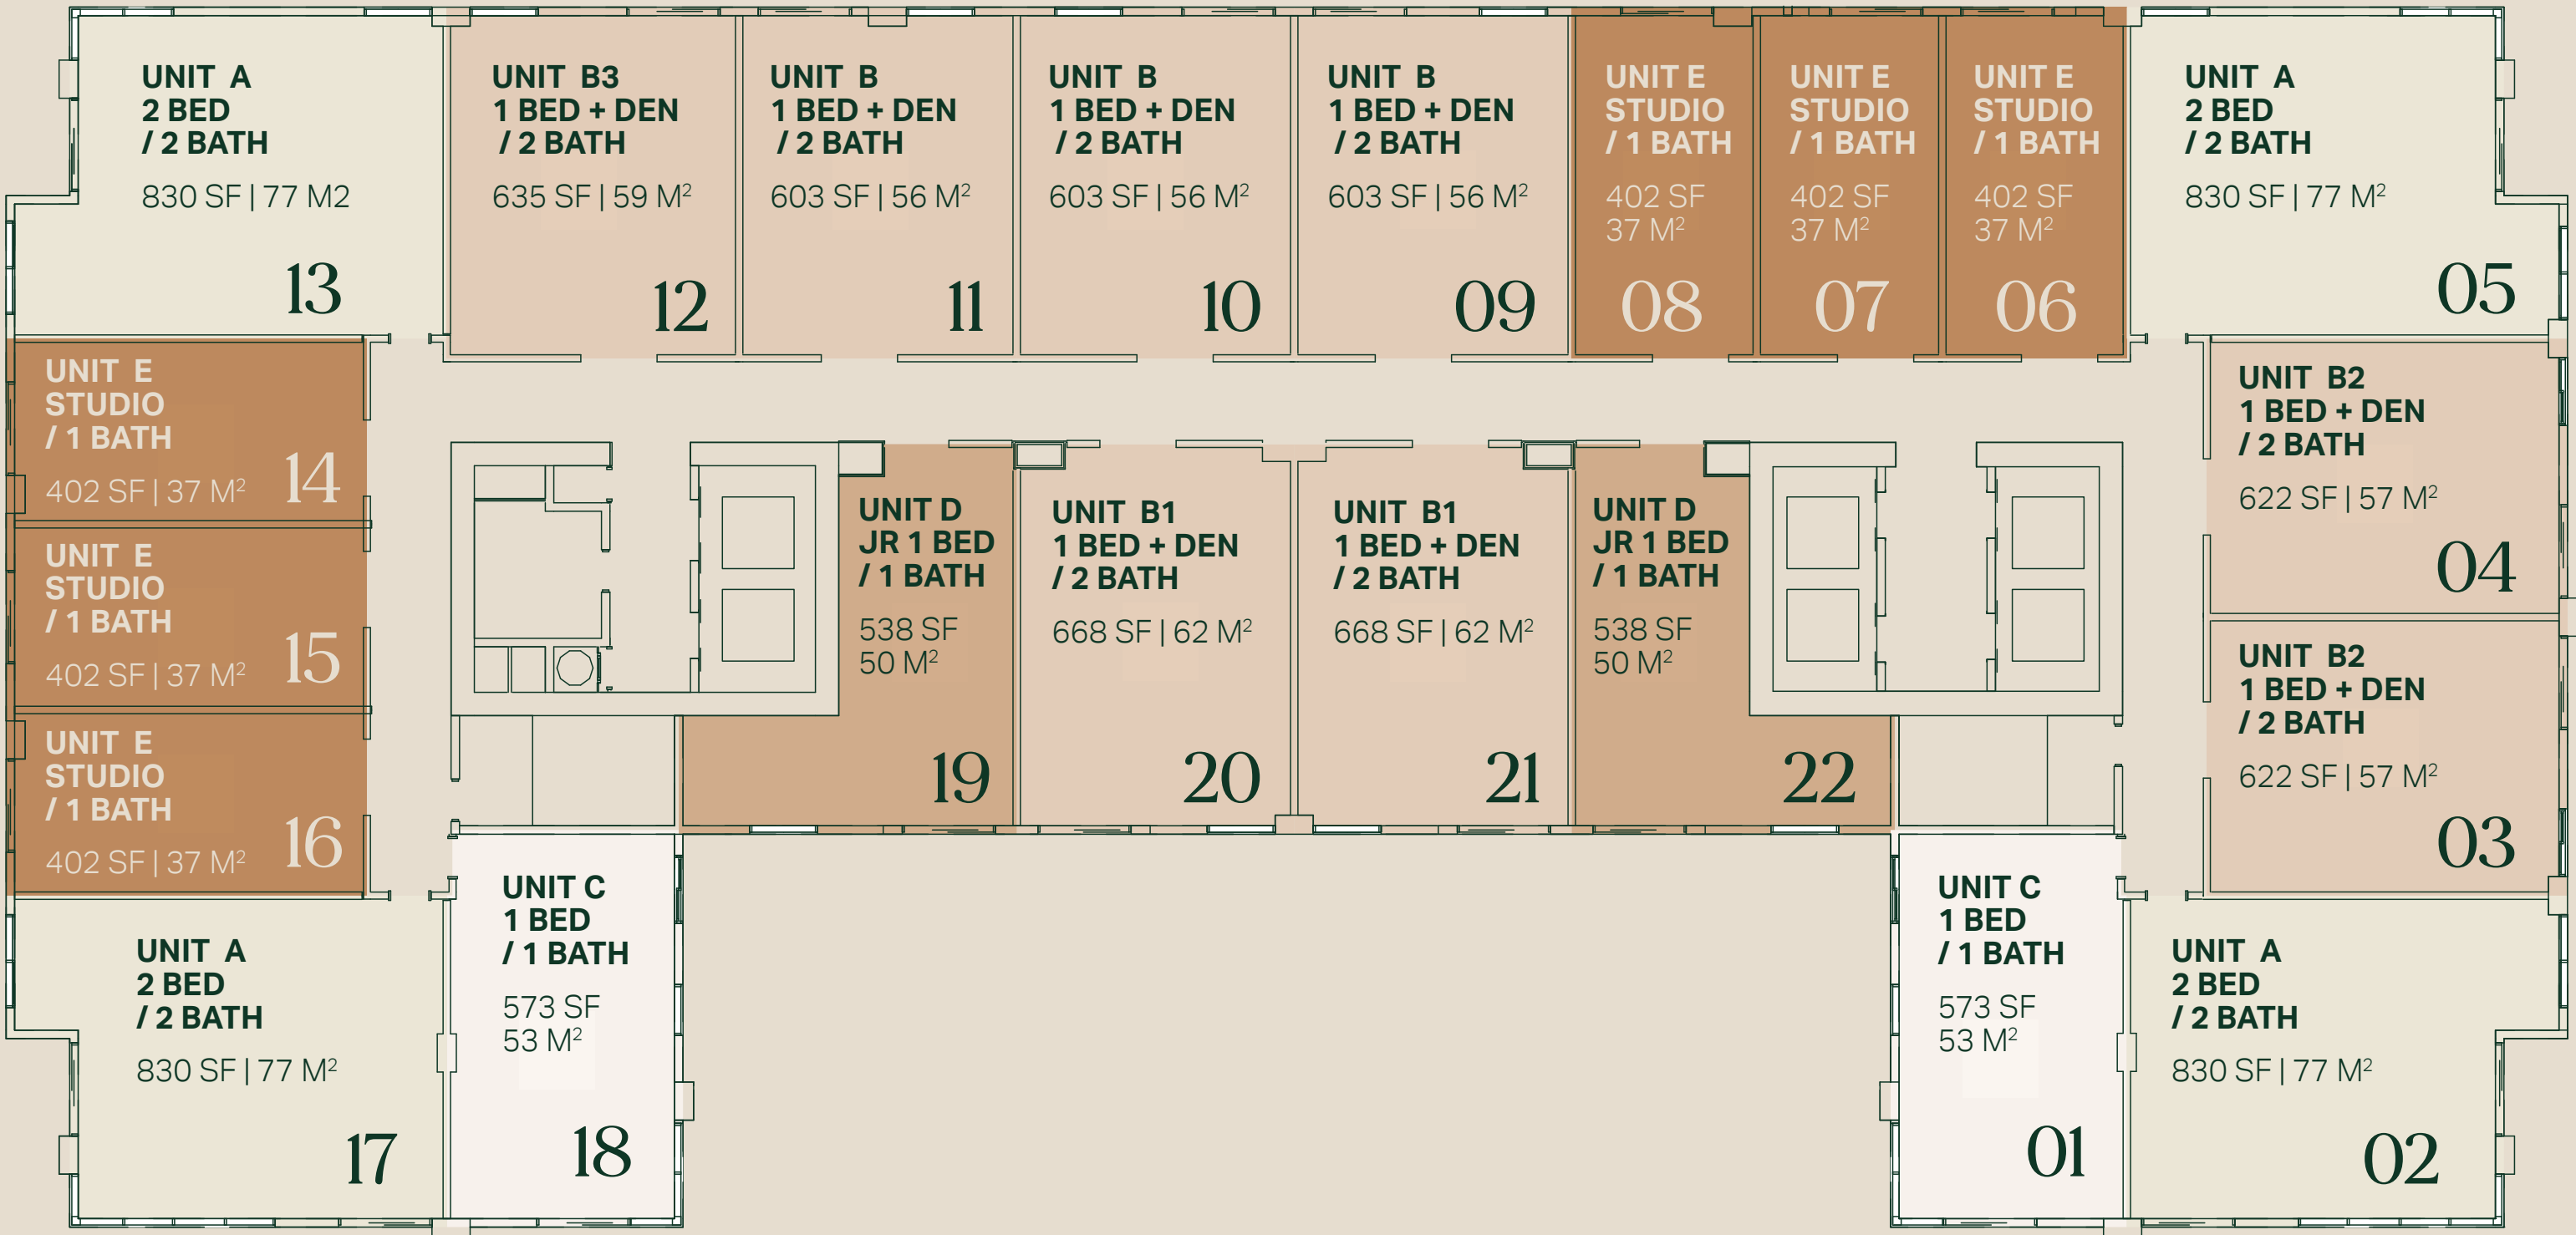 UNIT A
2 BED
/ 2 BATH
830 SF | 77 M2
13
UNIT B3
1 BED + DEN
/ 2 BATH
635 SF | 59 M²
12
UNIT B
1 BED + DEN
/ 2 BATH
603 SF | 56 M²
11
UNIT B
1 BED + DEN
/ 2 BATH
603 SF | 56 M²
10
UNIT B
1 BED + DEN
/ 2 BATH
603 SF | 56 M²
09
UNIT E
STUDIO
/ 1 BATH
402 SF
37 M²
08
UNIT E
STUDIO
/ 1 BATH
402 SF
37 M²
07
UNIT E
STUDIO
/ 1 BATH
402 SF
37 M²
06
UNIT A
2 BED
/ 2 BATH
830 SF | 77 M²
05
UNIT E
STUDIO
/ 1 BATH
402 SF | 37 M²
14
UNIT E
STUDIO
/ 1 BATH
402 SF | 37 M²
15
UNIT E
STUDIO
/ 1 BATH
402 SF | 37 M²
16
UNIT D
JR 1 BED
/ 1 BATH
538 SF
50 M²
19
UNIT B1
1 BED + DEN
/ 2 BATH
668 SF | 62 M²
20
UNIT B1
1 BED + DEN
/ 2 BATH
668 SF | 62 M²
21
UNIT D
JR 1 BED
/ 1 BATH
538 SF
50 M²
22
UNIT B2
1 BED + DEN
/ 2 BATH
622 SF | 57 M²
04
UNIT B2
1 BED + DEN
/ 2 BATH
622 SF | 57 M²
03
UNIT A
2 BED
/ 2 BATH
830 SF | 77 M²
17
UNIT C
1 BED
/ 1 BATH
573 SF
53 M²
18
UNIT C
1 BED
/ 1 BATH
573 SF
53 M²
01
UNIT A
2 BED
/ 2 BATH
830 SF | 77 M²
02